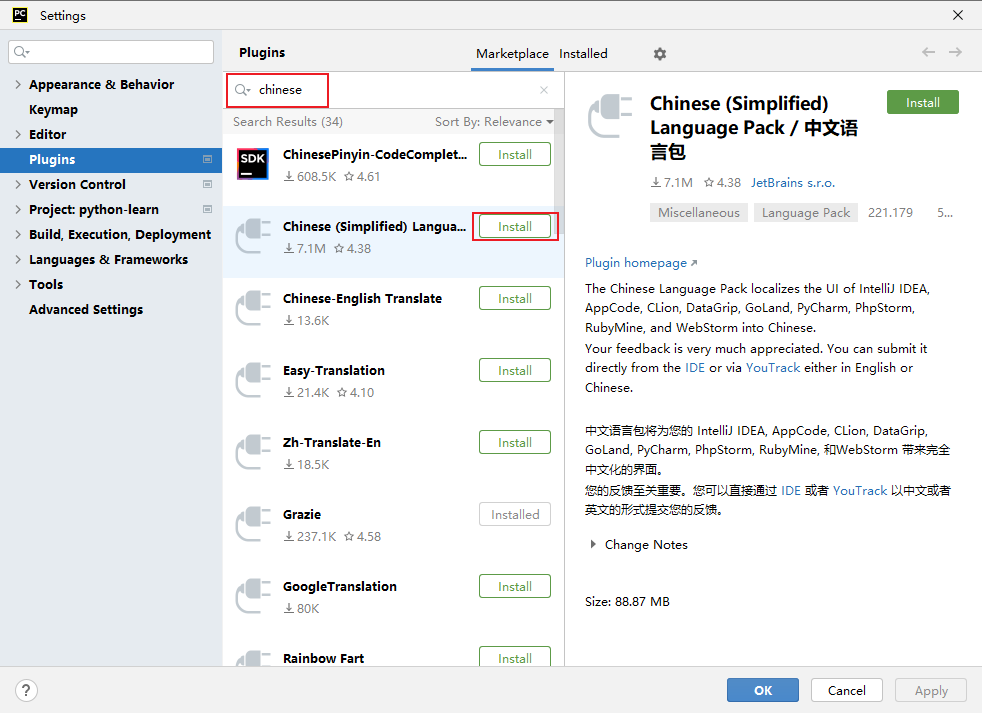 PC Settings
Plugins
Marketplace Installed
Appearance & Behavior
Keymap
Editor
Plugins
Version Control
Project: python-learn
Build, Execution, Deployment
Languages & Frameworks
Tools
Advanced Settings
chinese
Search Results (34) Sort By: Relevance
SDK
ChinesePinyin-CodeComplet... Install
608.5K 4.61
Chinese (Simplified) Langua... Install
7.1M 4.38
Chinese-English Translate Install
13.6K
Easy-Translation Install
21.4K 4.10
Zh-Translate-En Install
18.5K
Grazie Installed
237.1K 4.58
GoogleTranslation Install
80K
Rainbow Fart Install
Chinese (Simplified)
Language Pack / 中文语
言包
Install
7.1M 4.38 JetBrains s.r.o.
Miscellaneous Language Pack 221.179 5...
Plugin homepage
The Chinese Language Pack localizes the UI of IntelliJ IDEA,
AppCode, CLion, DataGrip, GoLand, PyCharm, PhpStorm,
RubyMine, and WebStorm into Chinese.
Your feedback is very much appreciated. You can submit it
directly from the IDE or via YouTrack either in English or
Chinese.
中文语言包将为您的 IntelliJ IDEA, AppCode, CLion, DataGrip,
GoLand, PyCharm, PhpStorm, RubyMine, 和WebStorm 带来完全
中文化的界面。
您的反馈至关重要。您可以直接通过 IDE 或者 YouTrack 以中文或者
英文的形式提交您的反馈。
Change Notes
Size: 88.87 MB
?
OK Cancel Apply